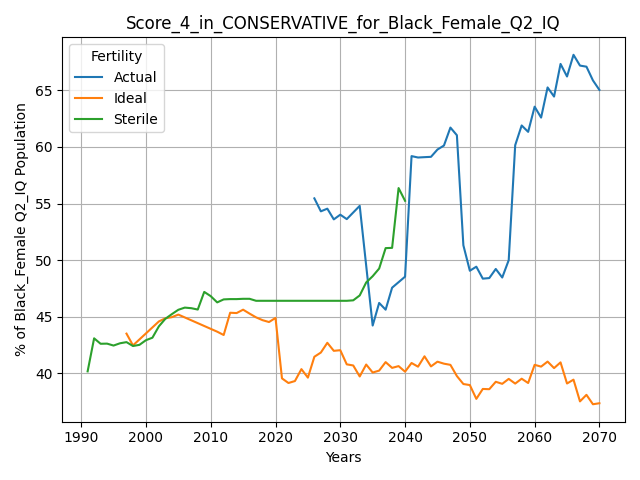 Score_4_in_CONSERVATIVE_for_Black_Female_Q2_IQ
Fertility
Actual
Ideal
Sterile
% of Black_Female Q2_IQ Population
65
60
55
50
45
40
1990 2000 2010 2020 2030 2040 2050 2060 2070
Years